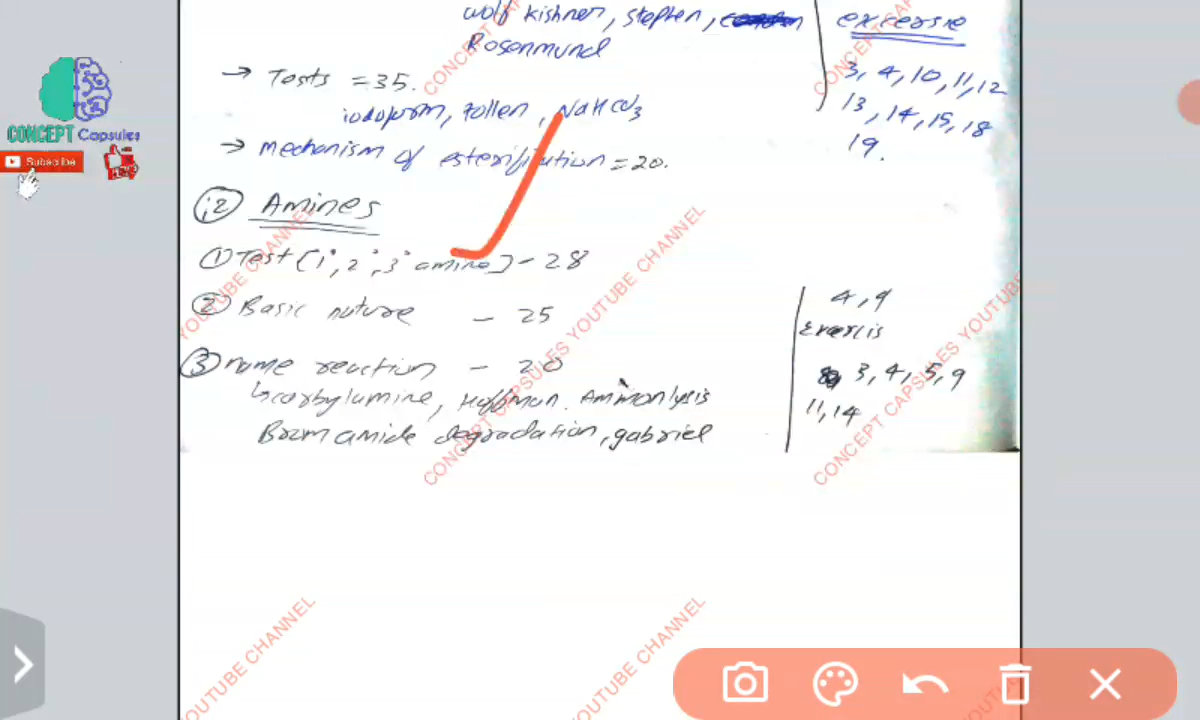 wolf kishner, stephen,
Rosenmund
→ Tests = 35.
iodoform, tollen, NaHCO3
→ mechanism of esterifification = 20.
excersie
3, 4, 10, 11, 12
13, 14, 15, 18
19.
12 Amines
① Test (1°, 2°, 3° amine) - 28
② Basic nuture - 25
③ name reaction - 20
↳ carbylamine, Hoffman. Ammonlysis
Bromamide degradation, gabriel
4, 9
Exercis
3, 4, 5, 9
11, 14
CONCEPT Capsules
Subscribe
CONCEPT CAPSULES YOUTUBE CHANNEL